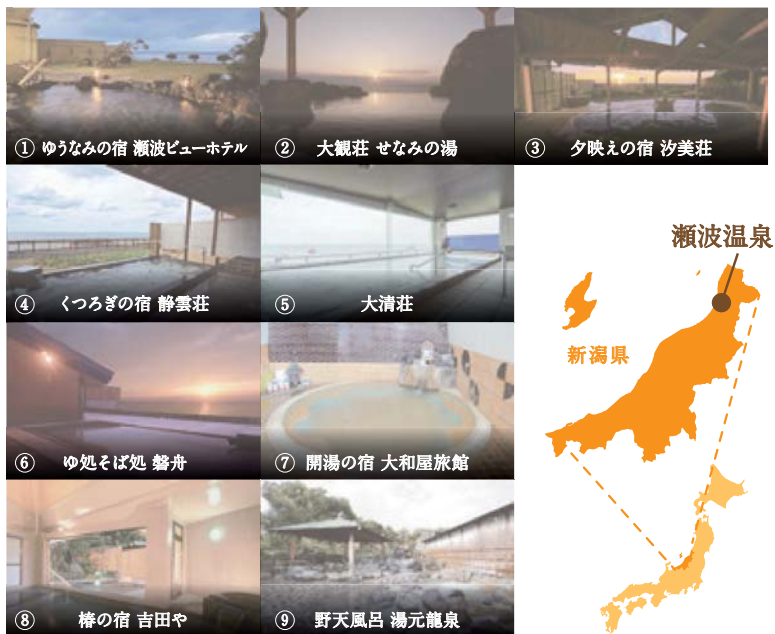 ① ゆうなみの宿 瀬波ビューホテル
② 大観荘 せなみの湯
③ 夕映えの宿 汐美荘
④ くつろぎの宿 静雲荘
⑤ 大清荘
⑥ ゆ処そば処 磐舟
⑦ 開湯の宿 大和屋旅館
⑧ 椿の宿 吉田や
⑨ 野天風呂 湯元龍泉
瀬波温泉
新潟県